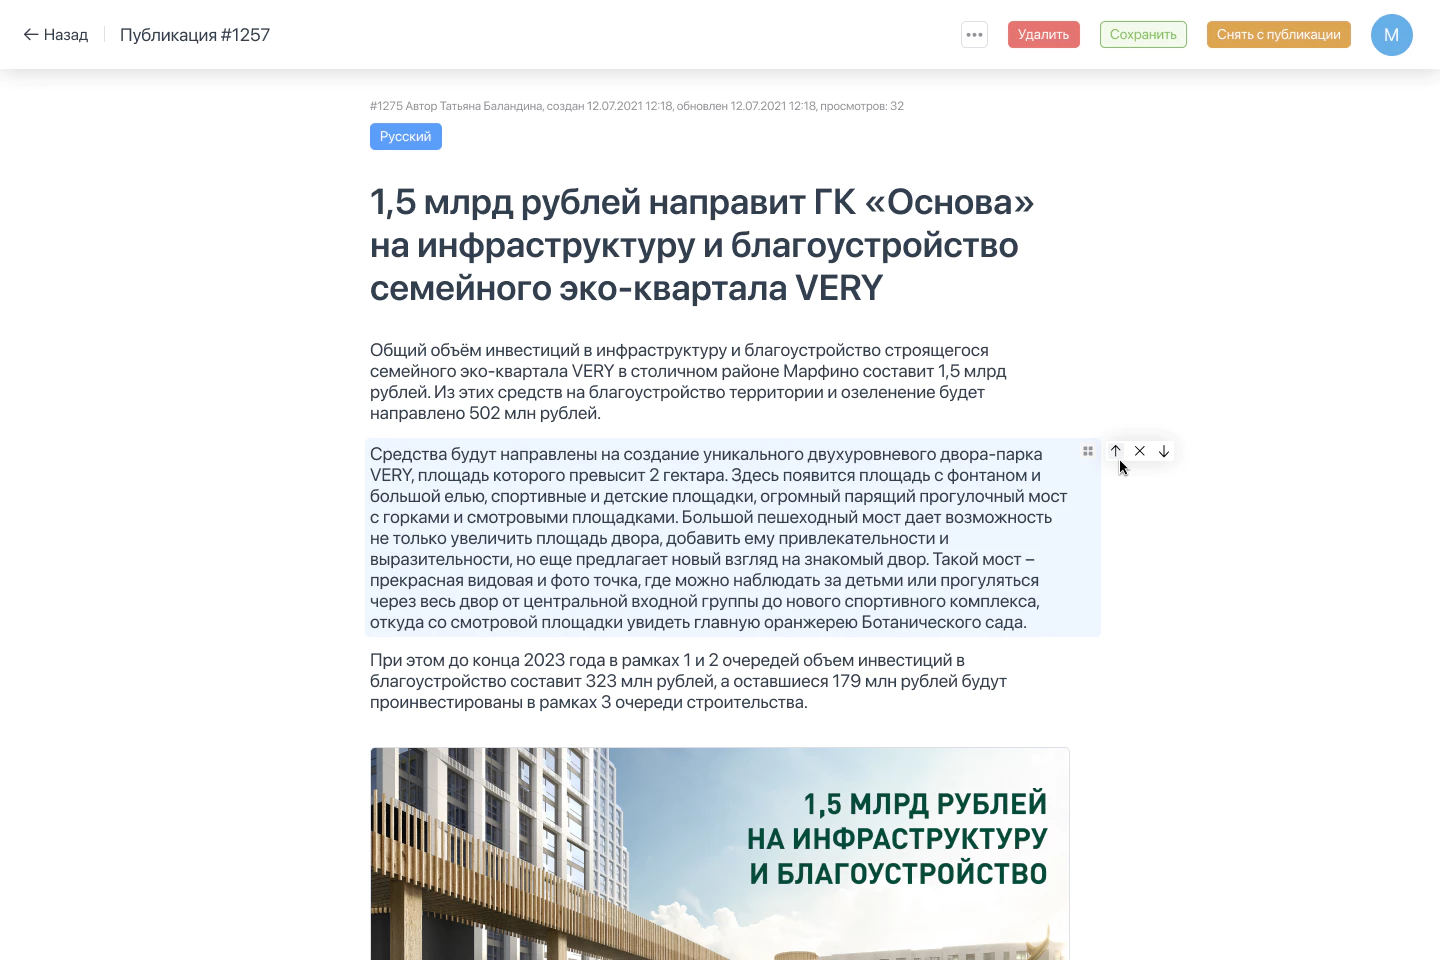 Назад
Публикация #1257
Удалить
Сохранить
Снять с публикации
М
#1275 Автор Татьяна Баландина, создан 12.07.2021 12:18, обновлен 12.07.2021 12:18, просмотров: 32
Русский
1,5 млрд рублей направит ГК «Основа»
на инфраструктуру и благоустройство
семейного эко-квартала VERY
Общий объём инвестиций в инфраструктуру и благоустройство строящегося
семейного эко-квартала VERY в столичном районе Марфино составит 1,5 млрд
рублей. Из этих средств на благоустройство территории и озеленение будет
направлено 502 млн рублей.
Средства будут направлены на создание уникального двухуровневого двора-парка
VERY, площадь которого превысит 2 гектара. Здесь появится площадь с фонтаном и
большой елью, спортивные и детские площадки, огромный парящий прогулочный мост
с горками и смотровыми площадками. Большой пешеходный мост дает возможность
не только увеличить площадь двора, добавить ему привлекательности и
выразительности, но еще предлагает новый взгляд на знакомый двор. Такой мост –
прекрасная видовая и фото точка, где можно наблюдать за детьми или прогуляться
через весь двор от центральной входной группы до нового спортивного комплекса,
откуда со смотровой площадки увидеть главную оранжерею Ботанического сада.
При этом до конца 2023 года в рамках 1 и 2 очередей объем инвестиций в
благоустройство составит 323 млн рублей, а оставшиеся 179 млн рублей будут
проинвестированы в рамках 3 очереди строительства.
1,5 МЛРД РУБЛЕЙ
НА ИНФРАСТРУКТУРУ
И БЛАГОУСТРОЙСТВО